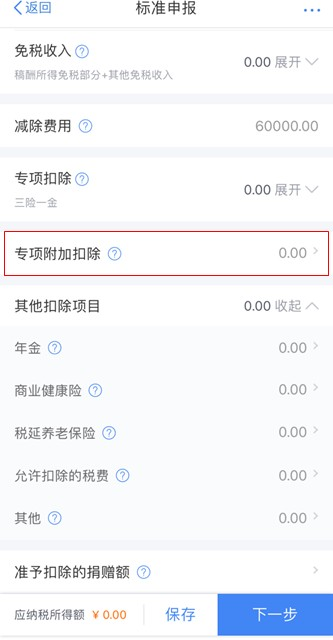 返回
标准申报
免税收入
0.00 展开
稿酬所得免税部分+其他免税收入
减除费用
60000.00
专项扣除
0.00 展开
三险一金
专项附加扣除
0.00
其他扣除项目
0.00 收起
年金
0.00
商业健康险
0.00
税延养老保险
0.00
允许扣除的税费
0.00
其他
0.00
准予扣除的捐赠额
应纳税所得额 ¥ 0.00
保存
下一步